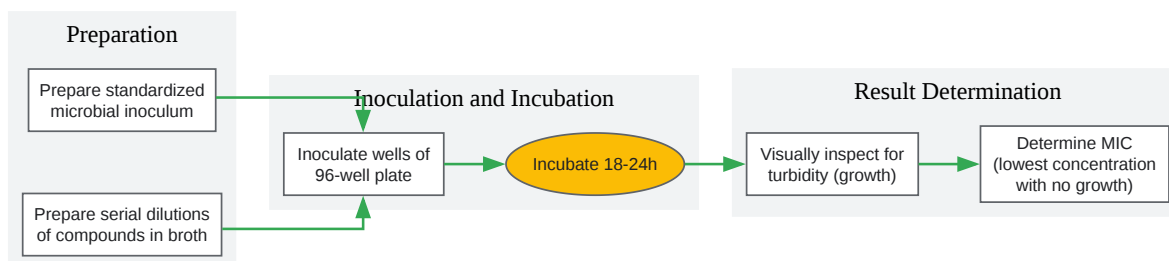 Preparation
Prepare standardized
microbial inoculum
Prepare serial dilutions
of compounds in broth
Inoculation and Incubation
Inoculate wells of
96-well plate
Incubate 18-24h
Result Determination
Visually inspect for
turbidity (growth)
Determine MIC
(lowest concentration
with no growth)